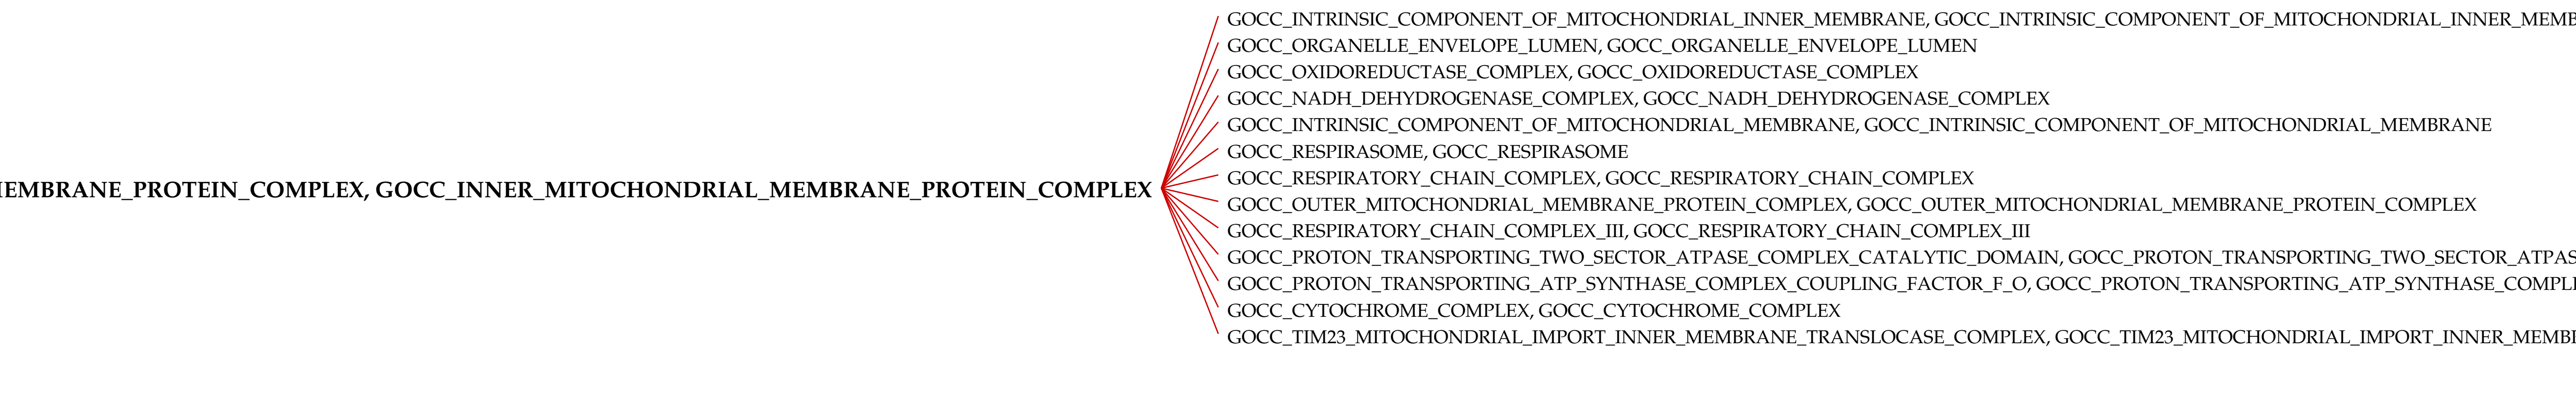 GOCC_INTRINSIC_COMPONENT_OF_MITOCHONDRIAL_INNER_MEMBRANE, GOCC_INTRINSIC_COMPONENT_OF_MITOCHONDRIAL_INNER_MEMB
GOCC_ORGANELLE_ENVELOPE_LUMEN, GOCC_ORGANELLE_ENVELOPE_LUMEN
GOCC_OXIDOREDUCTASE_COMPLEX, GOCC_OXIDOREDUCTASE_COMPLEX
GOCC_NADH_DEHYDROGENASE_COMPLEX, GOCC_NADH_DEHYDROGENASE_COMPLEX
GOCC_INTRINSIC_COMPONENT_OF_MITOCHONDRIAL_MEMBRANE, GOCC_INTRINSIC_COMPONENT_OF_MITOCHONDRIAL_MEMBRANE
GOCC_RESPIRASOME, GOCC_RESPIRASOME
GOCC_RESPIRATORY_CHAIN_COMPLEX, GOCC_RESPIRATORY_CHAIN_COMPLEX
MEMBRANE_PROTEIN_COMPLEX, GOCC_INNER_MITOCHONDRIAL_MEMBRANE_PROTEIN_COMPLEX
GOCC_OUTER_MITOCHONDRIAL_MEMBRANE_PROTEIN_COMPLEX, GOCC_OUTER_MITOCHONDRIAL_MEMBRANE_PROTEIN_COMPLEX
GOCC_RESPIRATORY_CHAIN_COMPLEX_III, GOCC_RESPIRATORY_CHAIN_COMPLEX_III
GOCC_PROTON_TRANSPORTING_TWO_SECTOR_ATPASE_COMPLEX_CATALYTIC_DOMAIN, GOCC_PROTON_TRANSPORTING_TWO_SECTOR_ATPAS
GOCC_PROTON_TRANSPORTING_ATP_SYNTHASE_COMPLEX_COUPLING_FACTOR_F_O, GOCC_PROTON_TRANSPORTING_ATP_SYNTHASE_COMPL
GOCC_CYTOCHROME_COMPLEX, GOCC_CYTOCHROME_COMPLEX
GOCC_TIM23_MITOCHONDRIAL_IMPORT_INNER_MEMBRANE_TRANSLOCASE_COMPLEX, GOCC_TIM23_MITOCHONDRIAL_IMPORT_INNER_MEMB